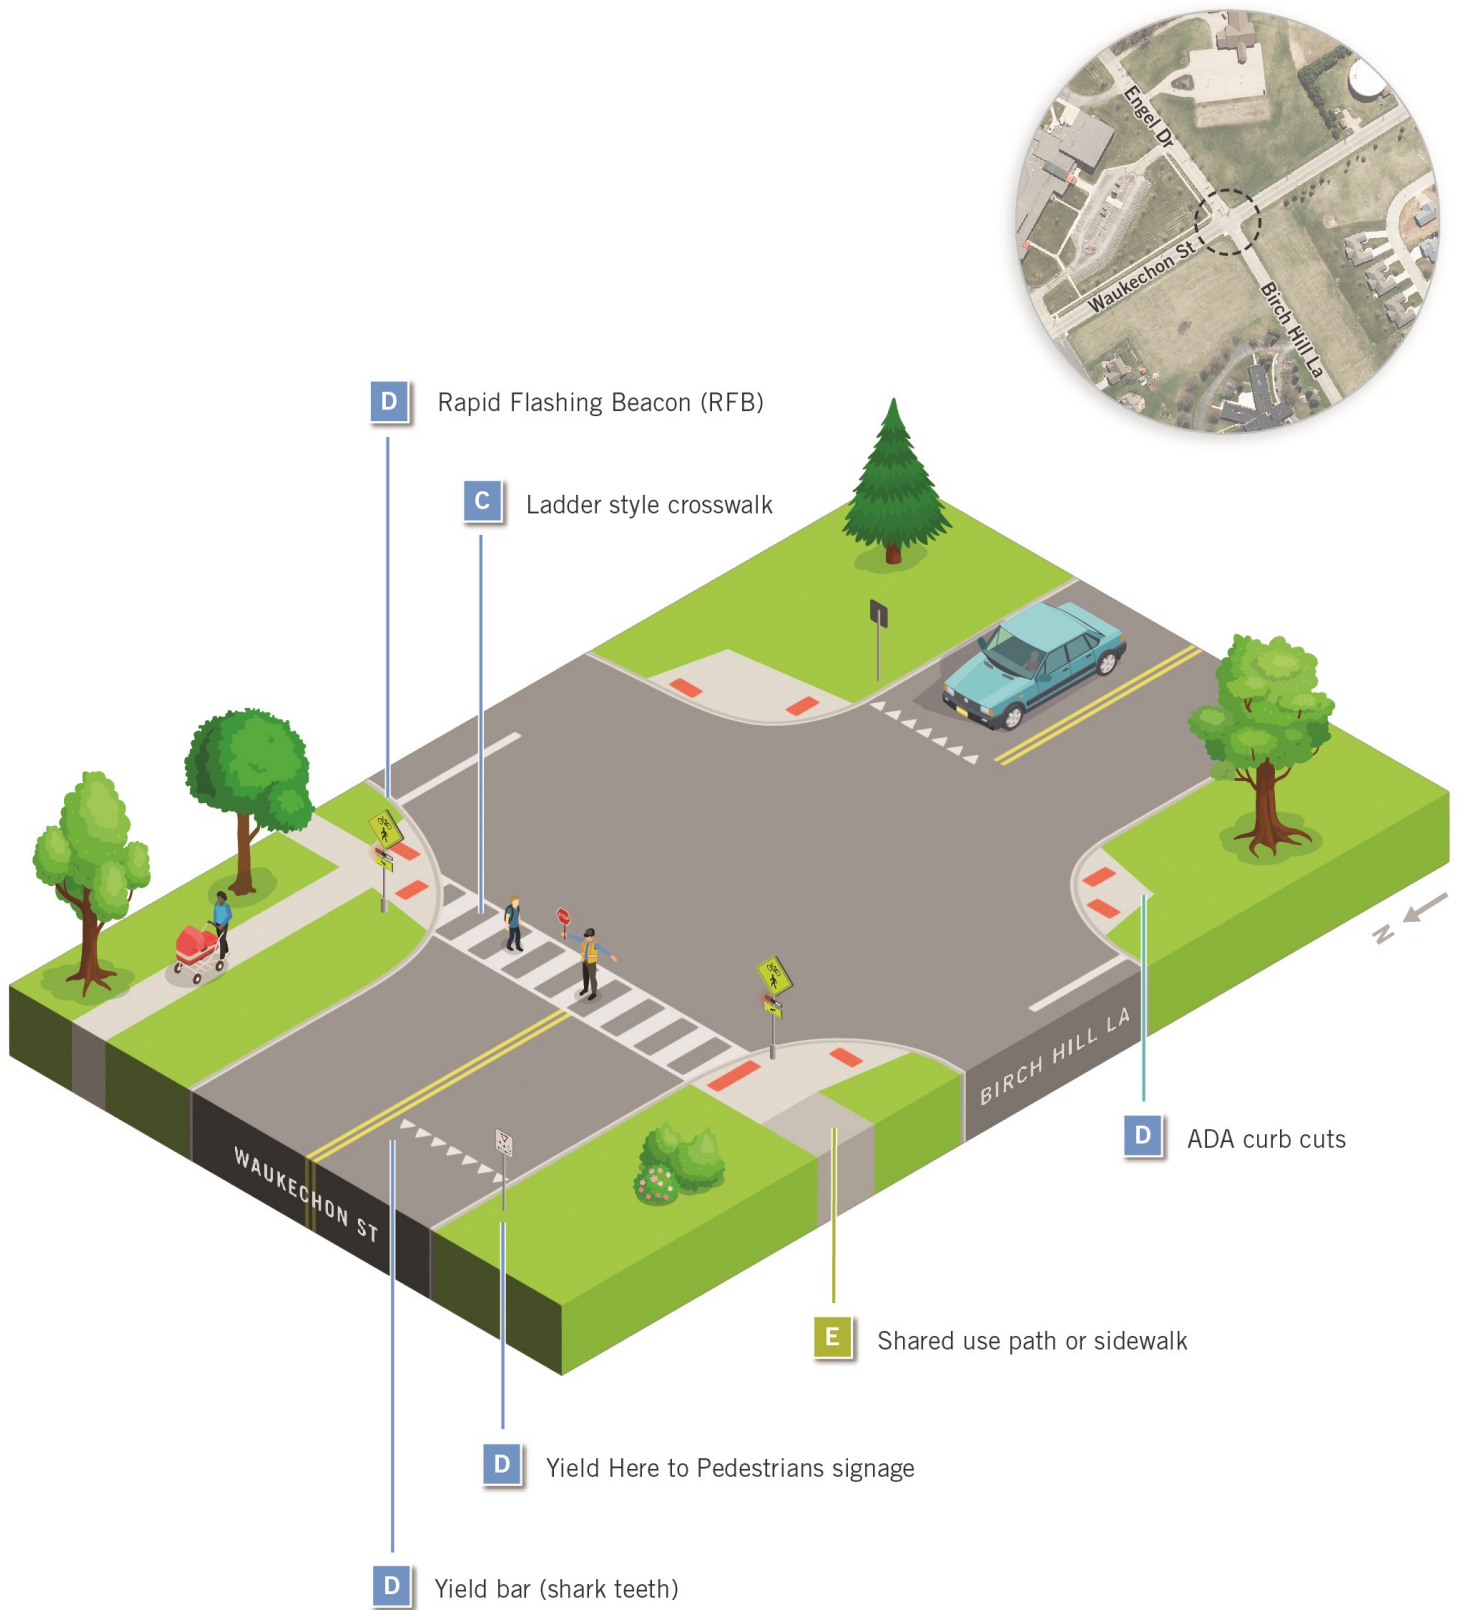 Engel Dr
Waukechon St
Birch Hill La
D Rapid Flashing Beacon (RFB)
C Ladder style crosswalk
STOP
N
BIRCH HILL LA
D ADA curb cuts
WAUKECHON ST
E Shared use path or sidewalk
D Yield Here to Pedestrians signage
D Yield bar (shark teeth)